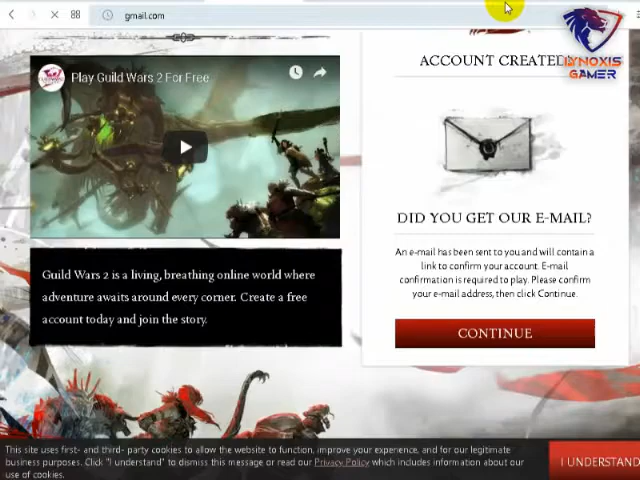 gmail.com
Play Guild Wars 2 For Free
Guild Wars 2 is a living, breathing online world where
adventure awaits around every corner. Create a free
account today and join the story.
ACCOUNT CREATED
GAMER
DID YOU GET OUR E-MAIL?
An e-mail has been sent to you and will contain a
link to confirm your account. E-mail
confirmation is required to play. Please confirm
your e-mail address, then click Continue.
CONTINUE
This site uses first- and third- party cookies to allow the website to function, improve your experience, and for our legitimate
business purposes. Click "I understand" to dismiss this message or read our Privacy Policy which includes information about our
use of cookies.
I UNDERSTAND